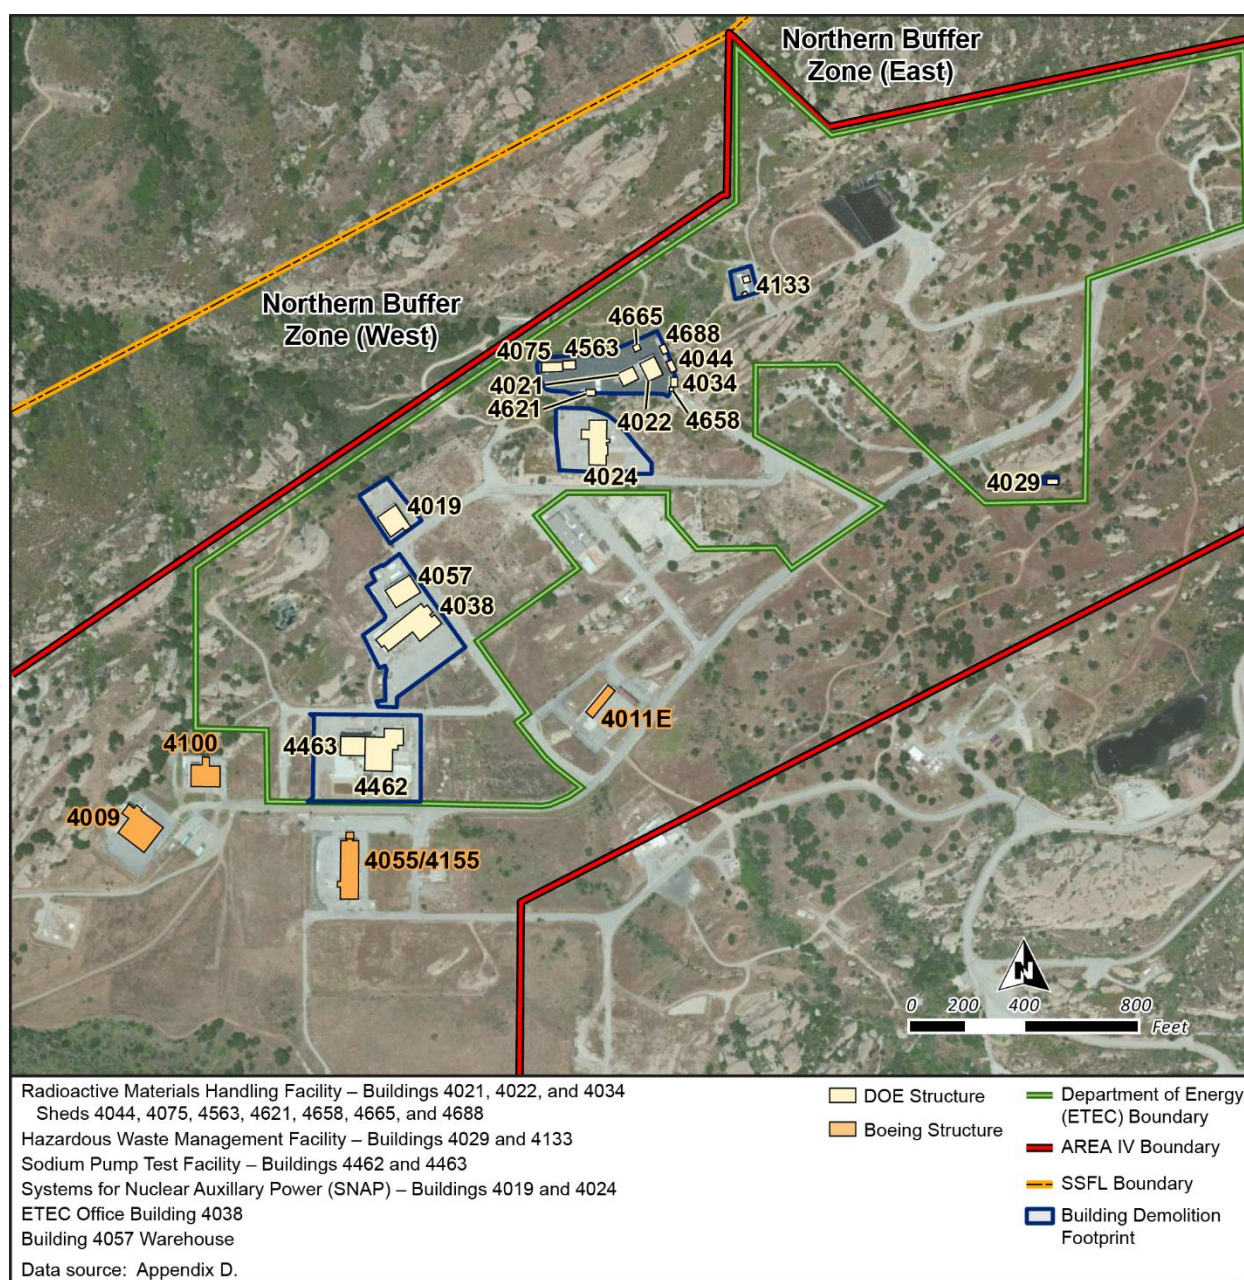 Northern Buffer
Zone (East)
Northern Buffer
Zone (West)
4133
4665
4688
4075
4563
4044
4021
4034
4621
4022
4658
4024
4029
4019
4057
4038
4011E
4100
4463
4462
4009
4055/4155
N
0 200 400 800
Feet
Radioactive Materials Handling Facility – Buildings 4021, 4022, and 4034
Sheds 4044, 4075, 4563, 4621, 4658, 4665, and 4688
Hazardous Waste Management Facility – Buildings 4029 and 4133
Sodium Pump Test Facility – Buildings 4462 and 4463
Systems for Nuclear Auxillary Power (SNAP) – Buildings 4019 and 4024
ETEC Office Building 4038
Building 4057 Warehouse
Data source: Appendix D.
DOE Structure
Boeing Structure
Department of Energy
(ETEC) Boundary
AREA IV Boundary
SSFL Boundary
Building Demolition
Footprint